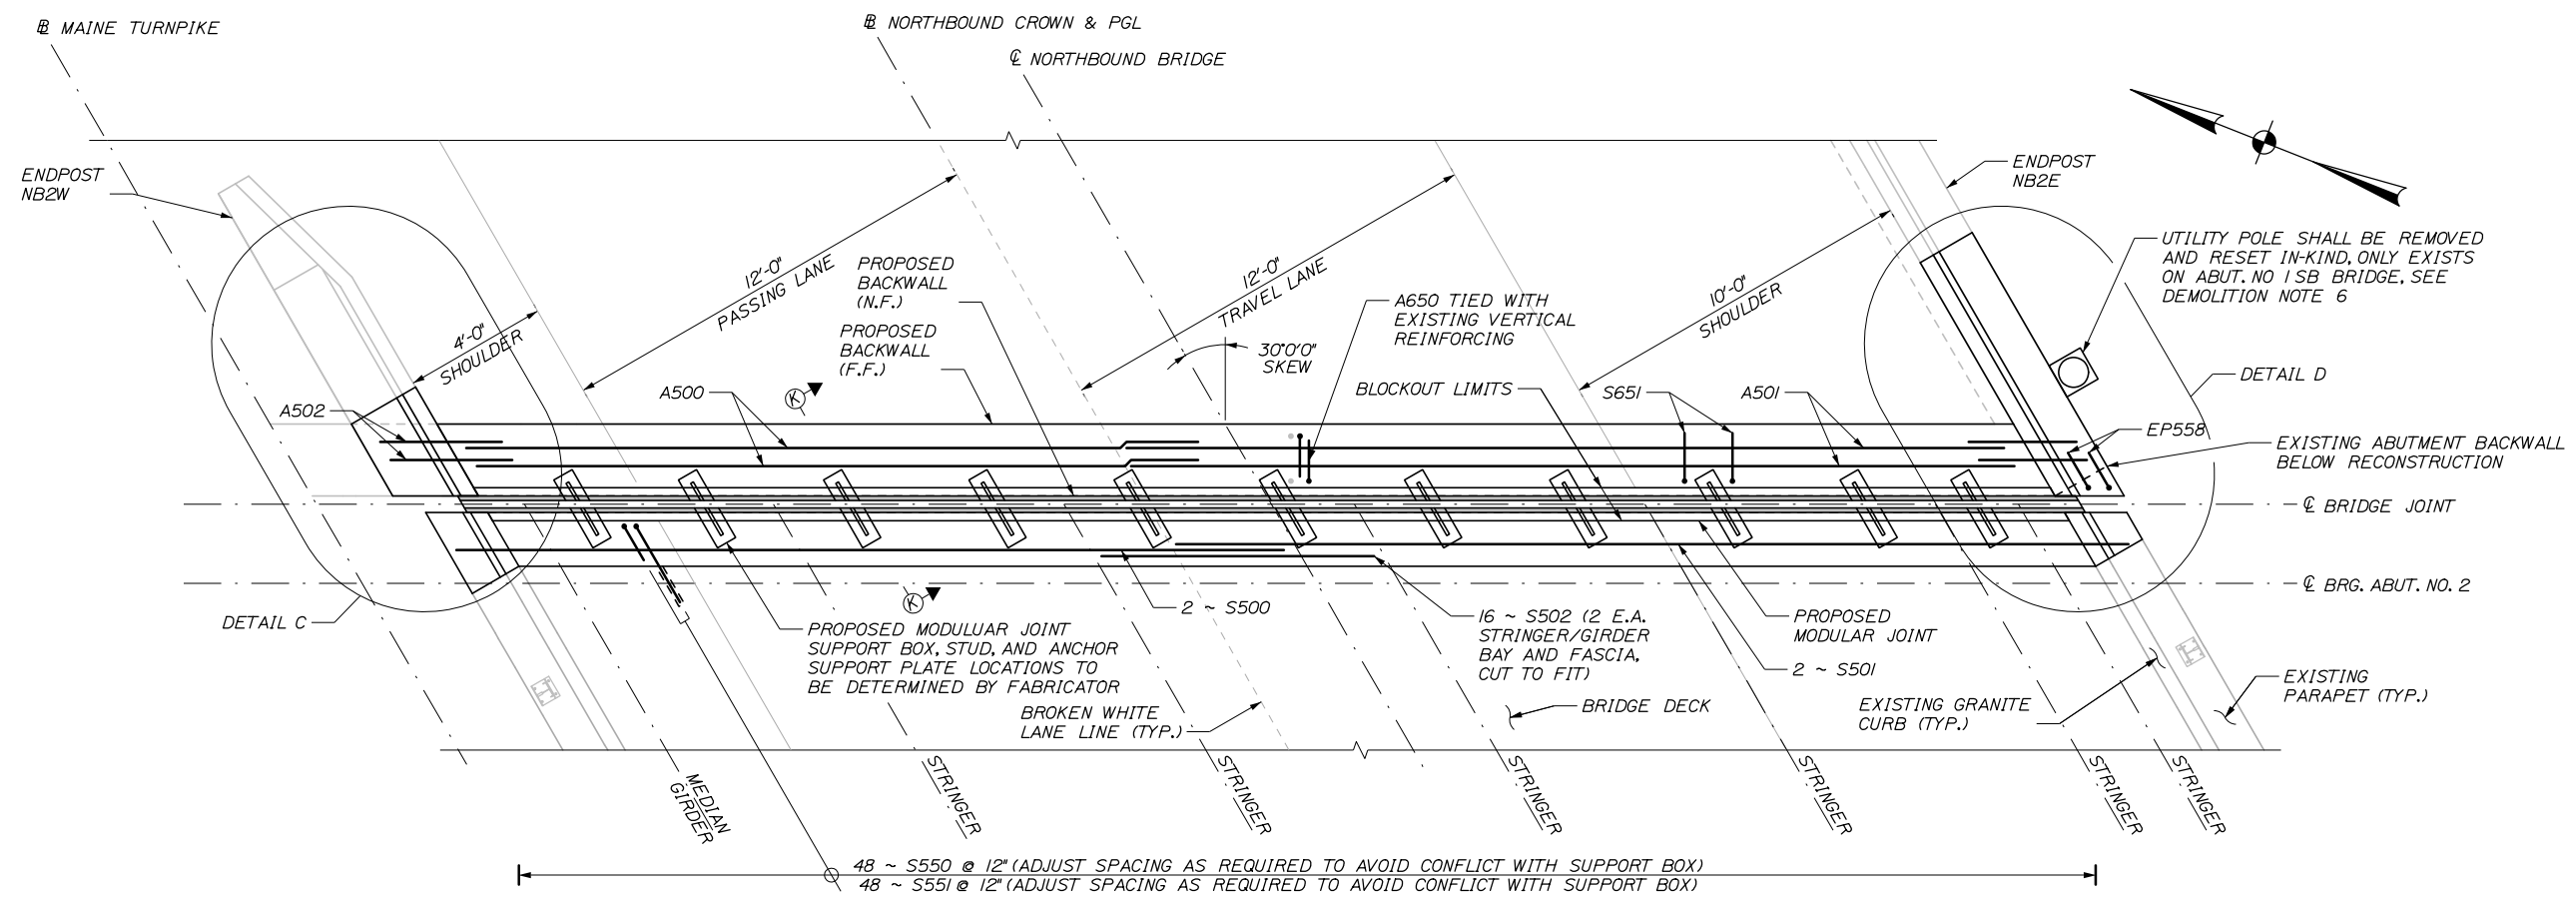 ℄ MAINE TURNPIKE
℄ NORTHBOUND CROWN & PGL
℄ NORTHBOUND BRIDGE
ENDPOST
NB2W
ENDPOST
NB2E
UTILITY POLE SHALL BE REMOVED
AND RESET IN-KIND, ONLY EXISTS
ON ABUT. NO 1 SB BRIDGE, SEE
DEMOLITION NOTE 6
4'-0"
SHOULDER
12'-0"
PASSING LANE
PROPOSED
BACKWALL
(N.F.)
PROPOSED
BACKWALL
(F.F.)
12'-0"
TRAVEL LANE
A650 TIED WITH
EXISTING VERTICAL
REINFORCING
30°0'0"
SKEW
10'-0"
SHOULDER
BLOCKOUT LIMITS
S651
A501
DETAIL D
A502
A500
K
EP558
EXISTING ABUTMENT BACKWALL
BELOW RECONSTRUCTION
℄ BRIDGE JOINT
℄ BRG. ABUT. NO. 2
DETAIL C
K
2 ~ S500
PROPOSED MODULUAR JOINT
SUPPORT BOX, STUD, AND ANCHOR
SUPPORT PLATE LOCATIONS TO
BE DETERMINED BY FABRICATOR
16 ~ S502 (2 E.A.
STRINGER/GIRDER
BAY AND FASCIA,
CUT TO FIT)
PROPOSED
MODULAR JOINT
2 ~ S501
BROKEN WHITE
LANE LINE (TYP.)
BRIDGE DECK
EXISTING GRANITE
CURB (TYP.)
EXISTING
PARAPET (TYP.)
MEDIAN
GIRDER
STRINGER
STRINGER
STRINGER
STRINGER
STRINGER
STRINGER
48 ~ S550 @ 12" (ADJUST SPACING AS REQUIRED TO AVOID CONFLICT WITH SUPPORT BOX)
48 ~ S551 @ 12" (ADJUST SPACING AS REQUIRED TO AVOID CONFLICT WITH SUPPORT BOX)